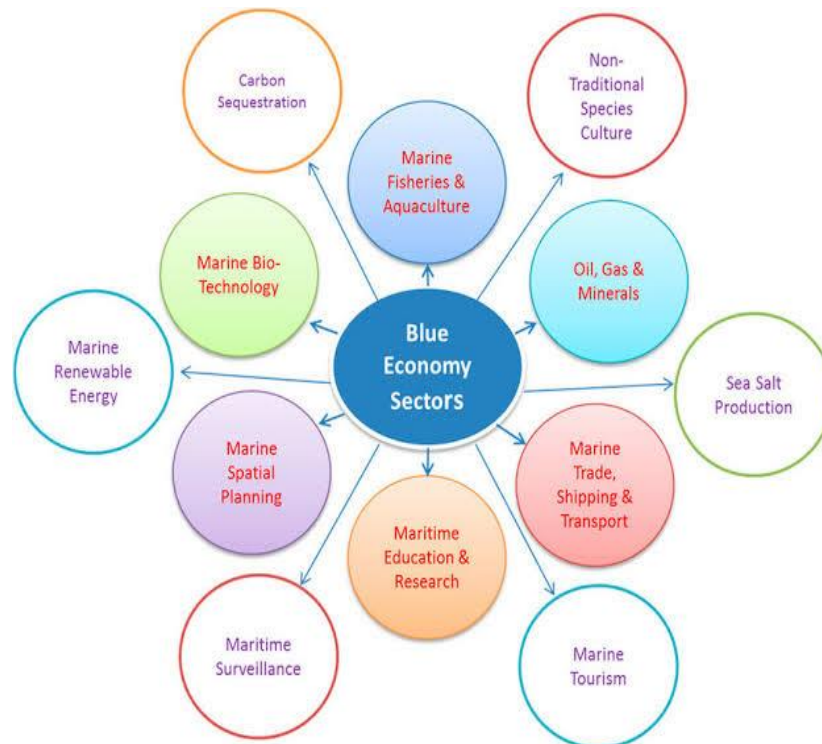 Carbon
Sequestration
Non-
Traditional
Species
Culture
Marine
Fisheries &
Aquaculture
Marine Bio-
Technology
Oil, Gas &
Minerals
Blue
Economy
Sectors
Marine
Renewable
Energy
Sea Salt
Production
Marine
Spatial
Planning
Marine
Trade,
Shipping &
Transport
Maritime
Education &
Research
Maritime
Surveillance
Marine
Tourism